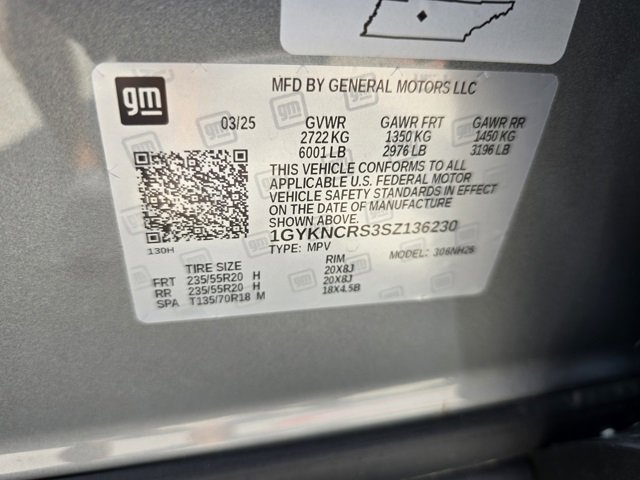 gm
MFD BY GENERAL MOTORS LLC
03/25 GVWR GAWR FRT GAWR RR
2722 KG 1350 KG 1450 KG
6001 LB 2976 LB 3196 LB
THIS VEHICLE CONFORMS TO ALL
APPLICABLE U.S. FEDERAL MOTOR
VEHICLE SAFETY STANDARDS IN EFFECT
ON THE DATE OF MANUFACTURE
SHOWN ABOVE.
1GYKNCRS3SZ136230
130H TYPE: MPV MODEL: 306NH26
TIRE SIZE RIM
FRT 235/55R20 H 20X8J
RR 235/55R20 H 20X8J
SPA T135/70R18 M 18X4.5B